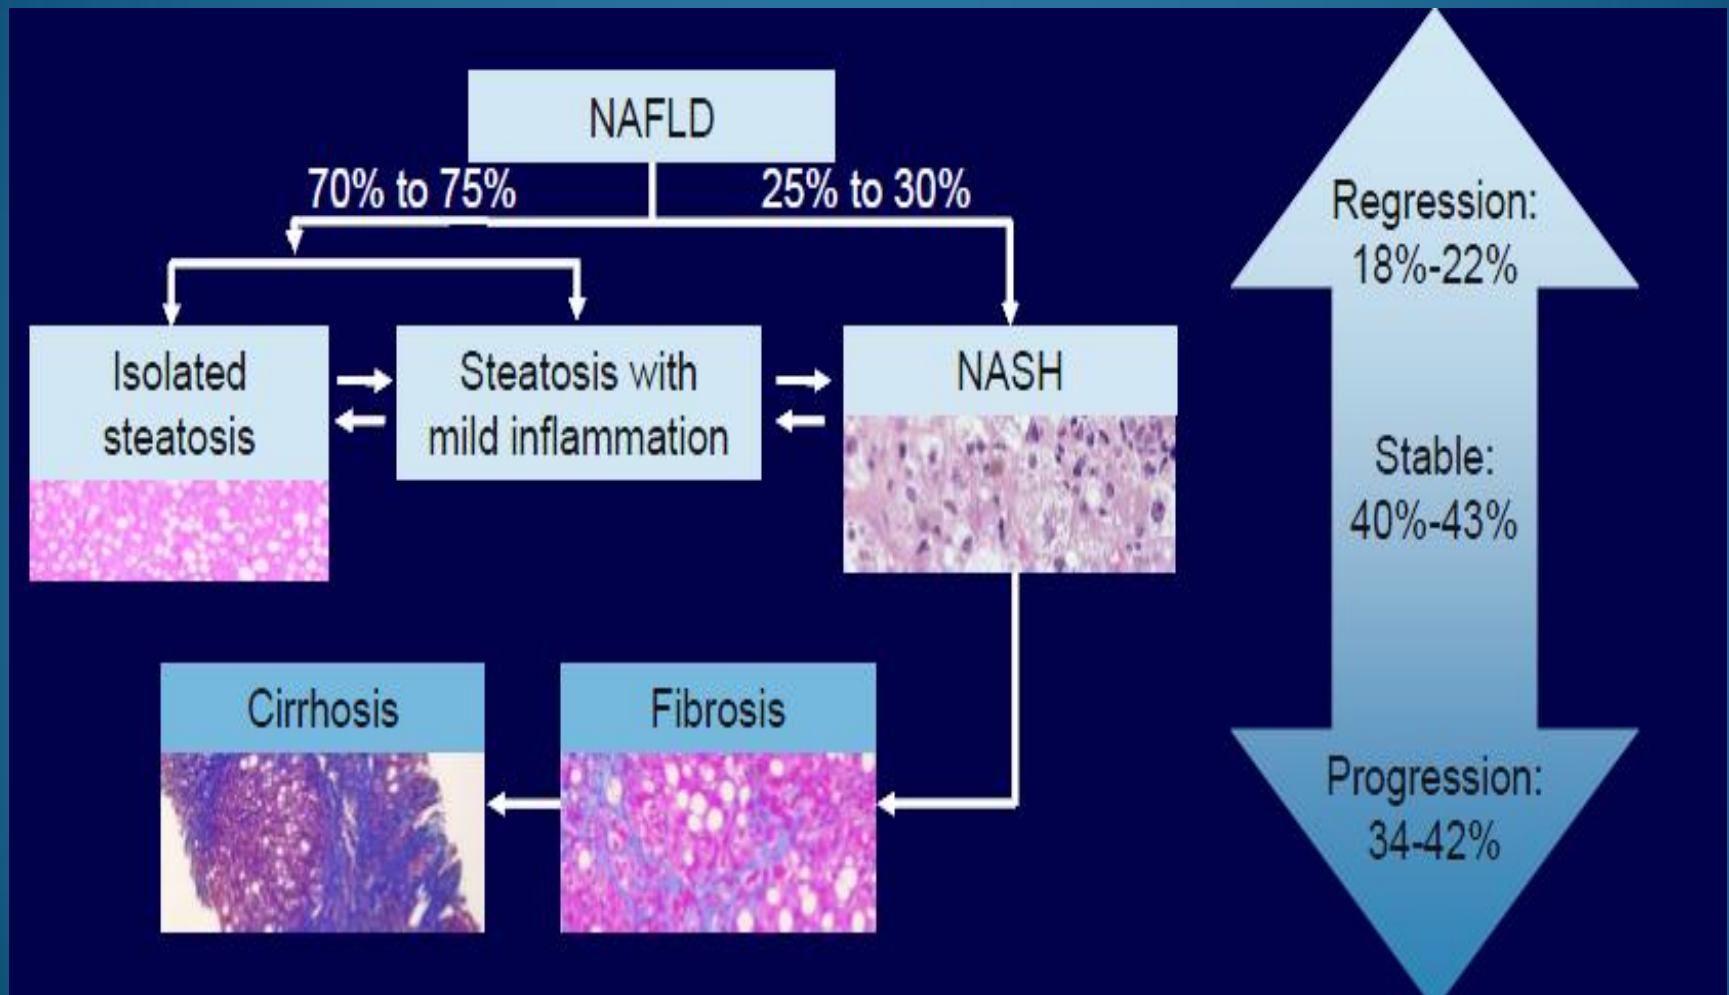 NAFLD
70% to 75%
25% to 30%
Isolated
steatosis
Steatosis with
mild inflammation
NASH
Cirrhosis
Fibrosis
Regression:
18%-22%
Stable:
40%-43%
Progression:
34-42%